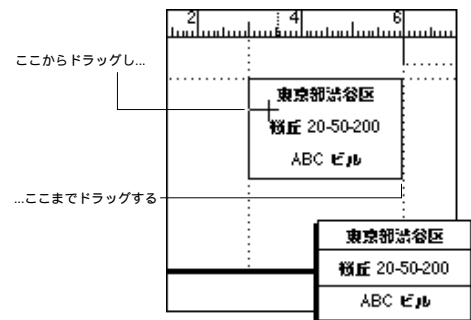 2 4 6
ここからドラッグし...
東京都渋谷区
桜丘 20-50-200
ABC ビル
...ここまでドラッグする
東京都渋谷区
桜丘 20-50-200
ABC ビル